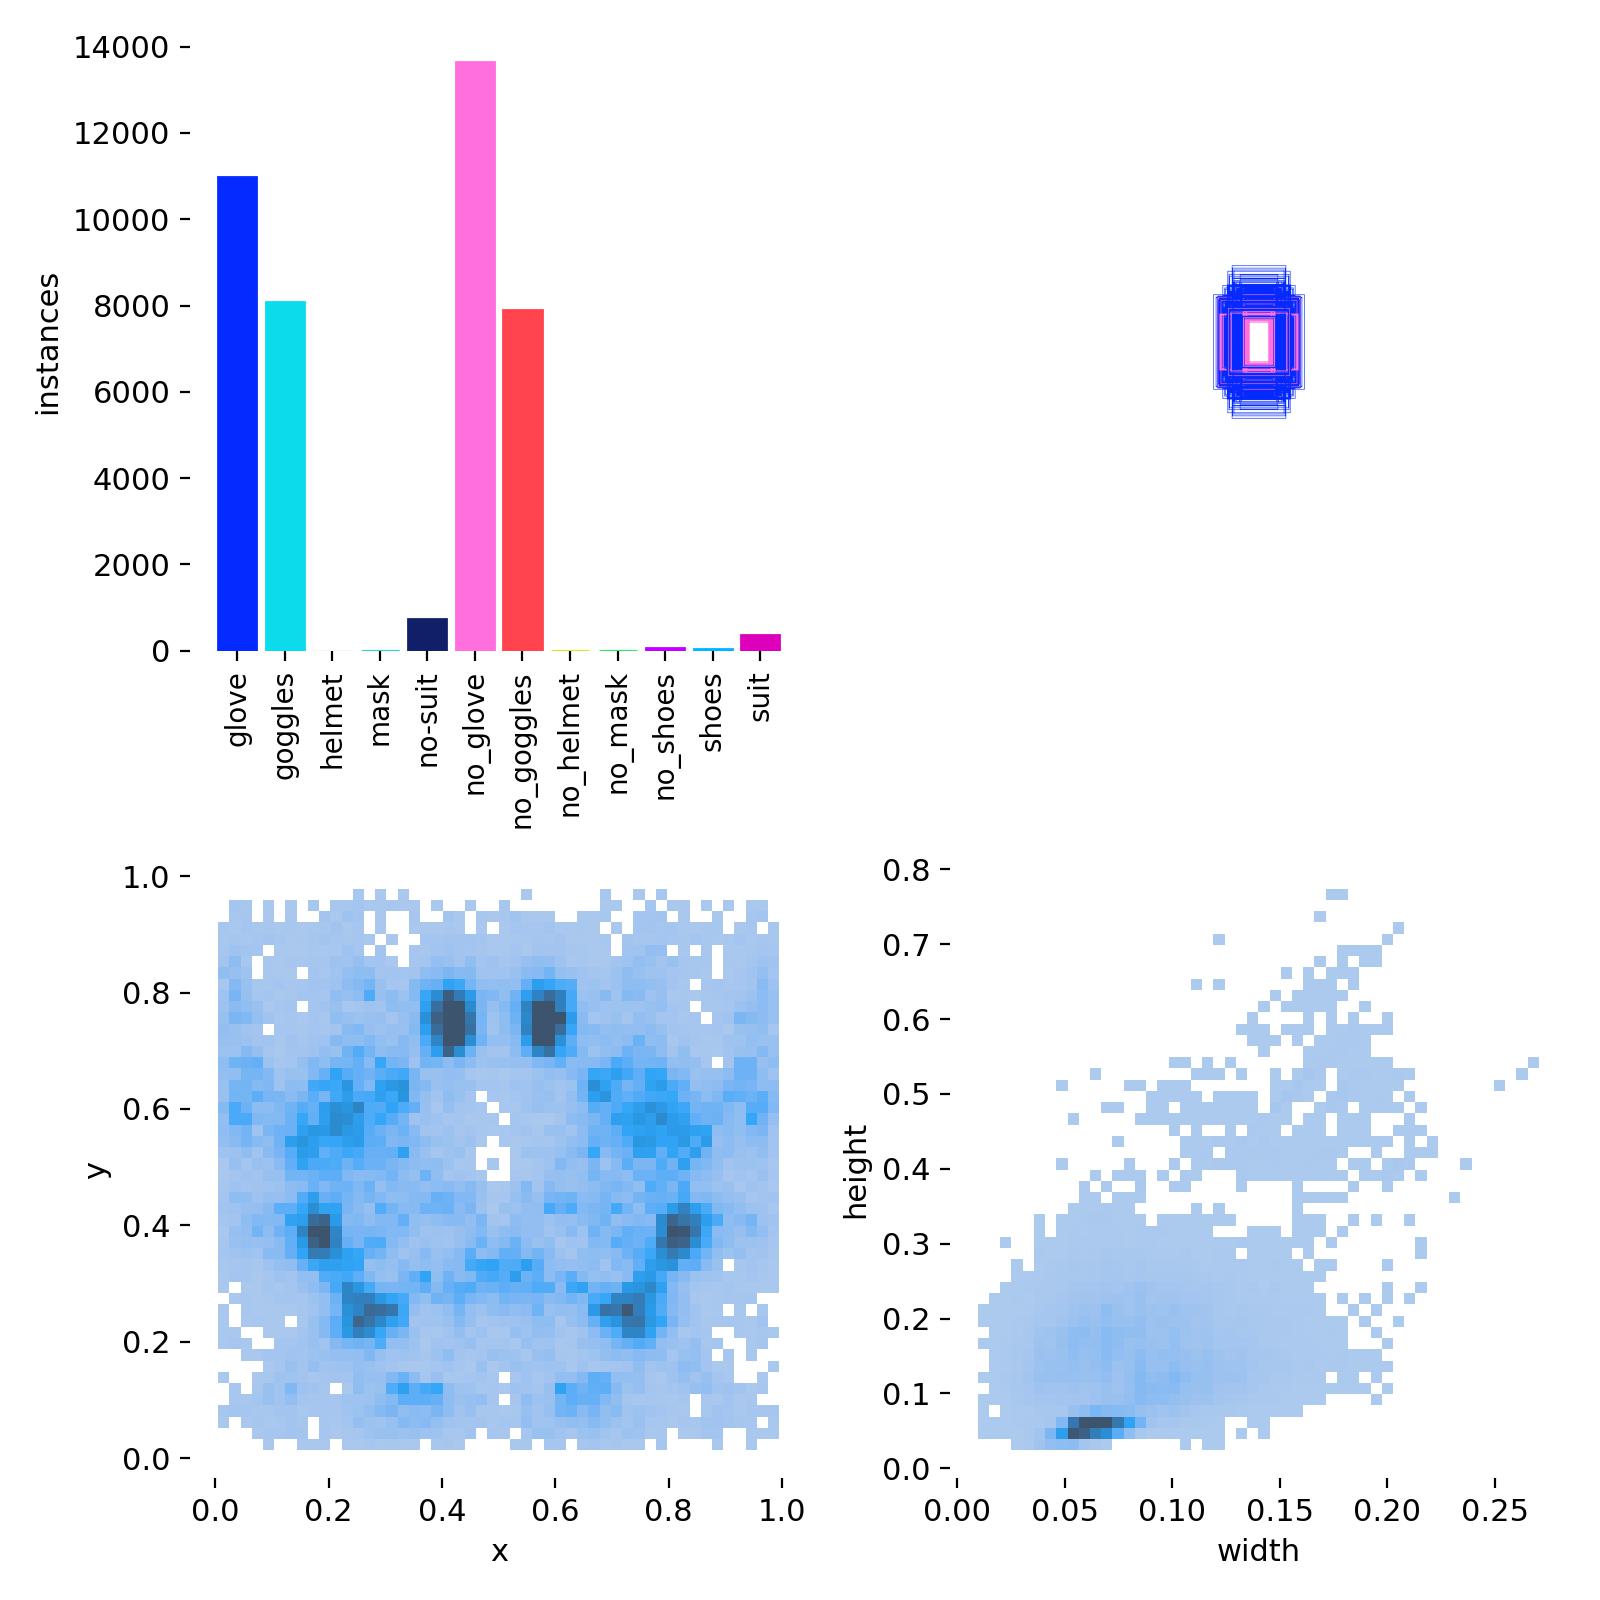 14000
12000
10000
8000
6000
4000
2000
0
instances
glove
goggles
helmet
mask
no-suit
no_glove
no_goggles
no_helmet
no_mask
no_shoes
shoes
suit
1.0
0.8
0.6
0.4
0.2
0.0
y
0.0 0.2 0.4 0.6 0.8 1.0
x
0.8
0.7
0.6
0.5
0.4
0.3
0.2
0.1
0.0
height
0.00 0.05 0.10 0.15 0.20 0.25
width